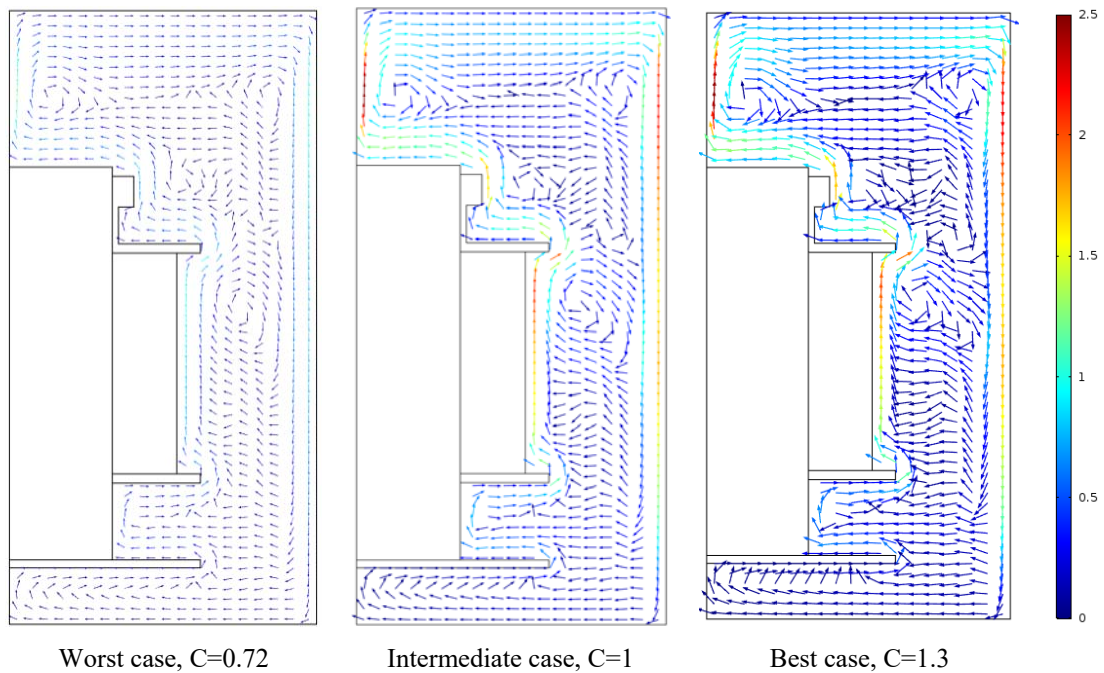 2.5
2
1.5
1
0.5
0
Worst case, C=0.72
Intermediate case, C=1
Best case, C=1.3